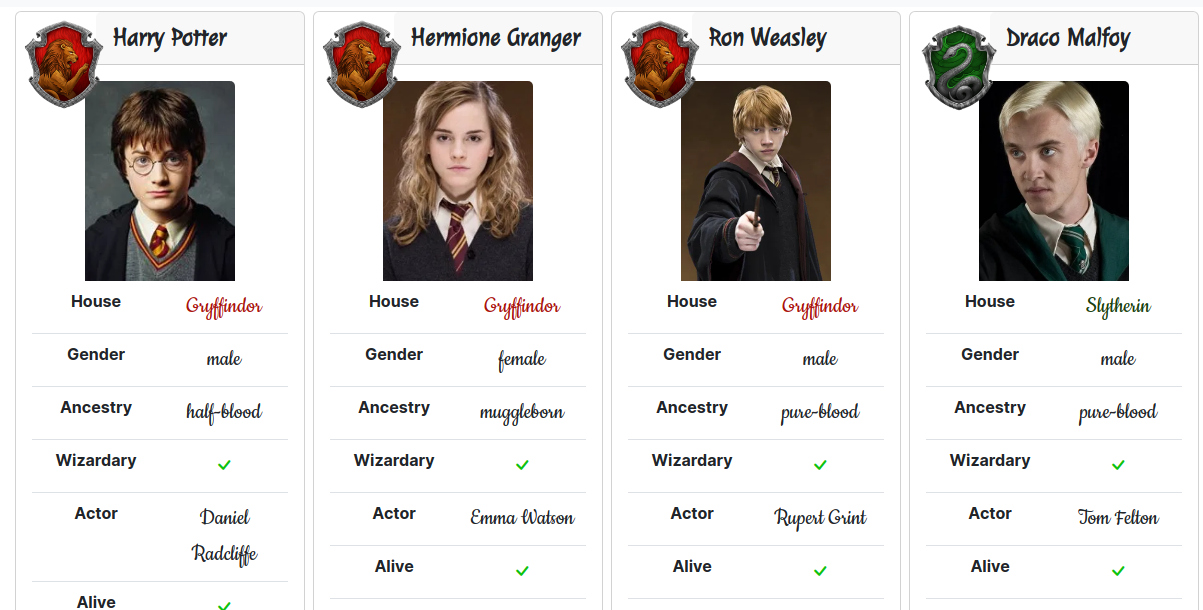 Harry Potter
House Gryffindor
Gender male
Ancestry half-blood
Wizardary
Actor Daniel
Radcliffe
Alive
Hermione Granger
House Gryffindor
Gender female
Ancestry muggleborn
Wizardary
Actor Emma Watson
Alive
Ron Weasley
House Gryffindor
Gender male
Ancestry pure-blood
Wizardary
Actor Rupert Grint
Alive
Draco Malfoy
House Slytherin
Gender male
Ancestry pure-blood
Wizardary
Actor Tom Felton
Alive